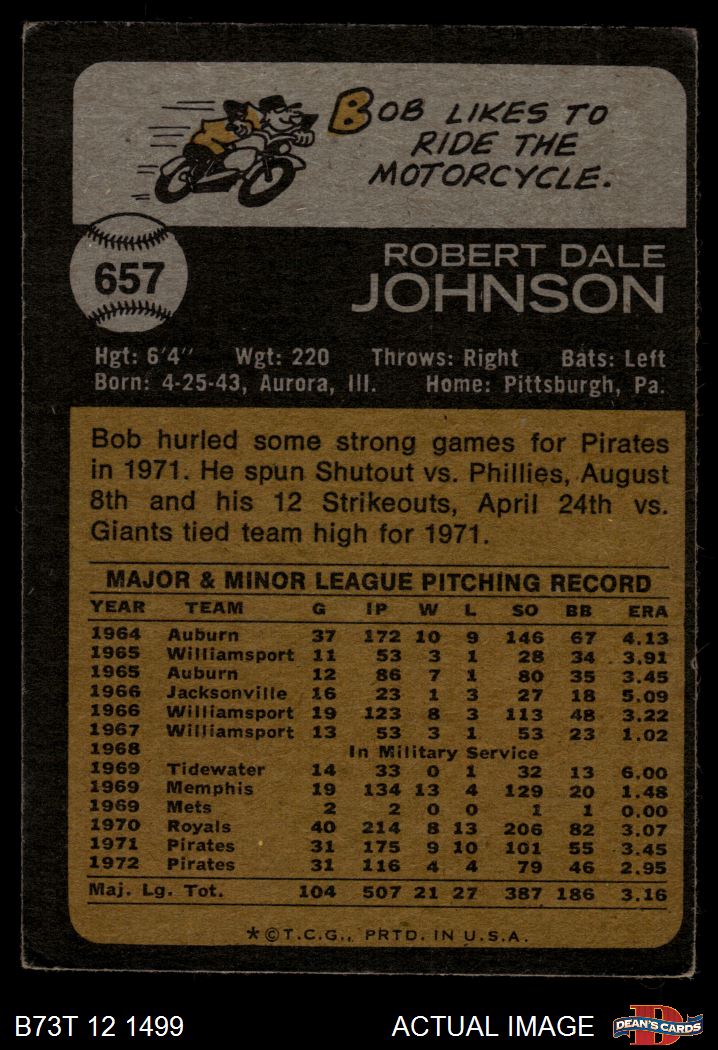 BOB LIKES TO
RIDE THE
MOTORCYCLE.
657
ROBERT DALE
JOHNSON
Hgt: 6'4" Wgt: 220 Throws: Right Bats: Left
Born: 4-25-43, Aurora, Ill. Home: Pittsburgh, Pa.
Bob hurled some strong games for Pirates
in 1971. He spun Shutout vs. Phillies, August
8th and his 12 Strikeouts, April 24th vs.
Giants tied team high for 1971.
MAJOR & MINOR LEAGUE PITCHING RECORD
YEAR TEAM G IP W L SO BB ERA
1964 Auburn 37 172 10 9 146 67 4.13
1965 Williamsport 11 53 3 1 28 34 3.91
1965 Auburn 12 86 7 1 80 35 3.45
1966 Jacksonville 16 23 1 3 27 18 5.09
1966 Williamsport 19 123 8 3 113 48 3.22
1967 Williamsport 13 53 3 1 53 23 1.02
1968 In Military Service
1969 Tidewater 14 33 0 1 32 13 6.00
1969 Memphis 19 134 13 4 129 20 1.48
1969 Mets 2 2 0 0 1 1 0.00
1970 Royals 40 214 8 13 206 82 3.07
1971 Pirates 31 175 9 10 101 55 3.45
1972 Pirates 31 116 4 4 79 46 2.95
Maj. Lg. Tot. 104 507 21 27 387 186 3.16
*©T.C.G., PRTD. IN U.S.A.
B73T 12 1499 ACTUAL IMAGE DEAN'S CARDS